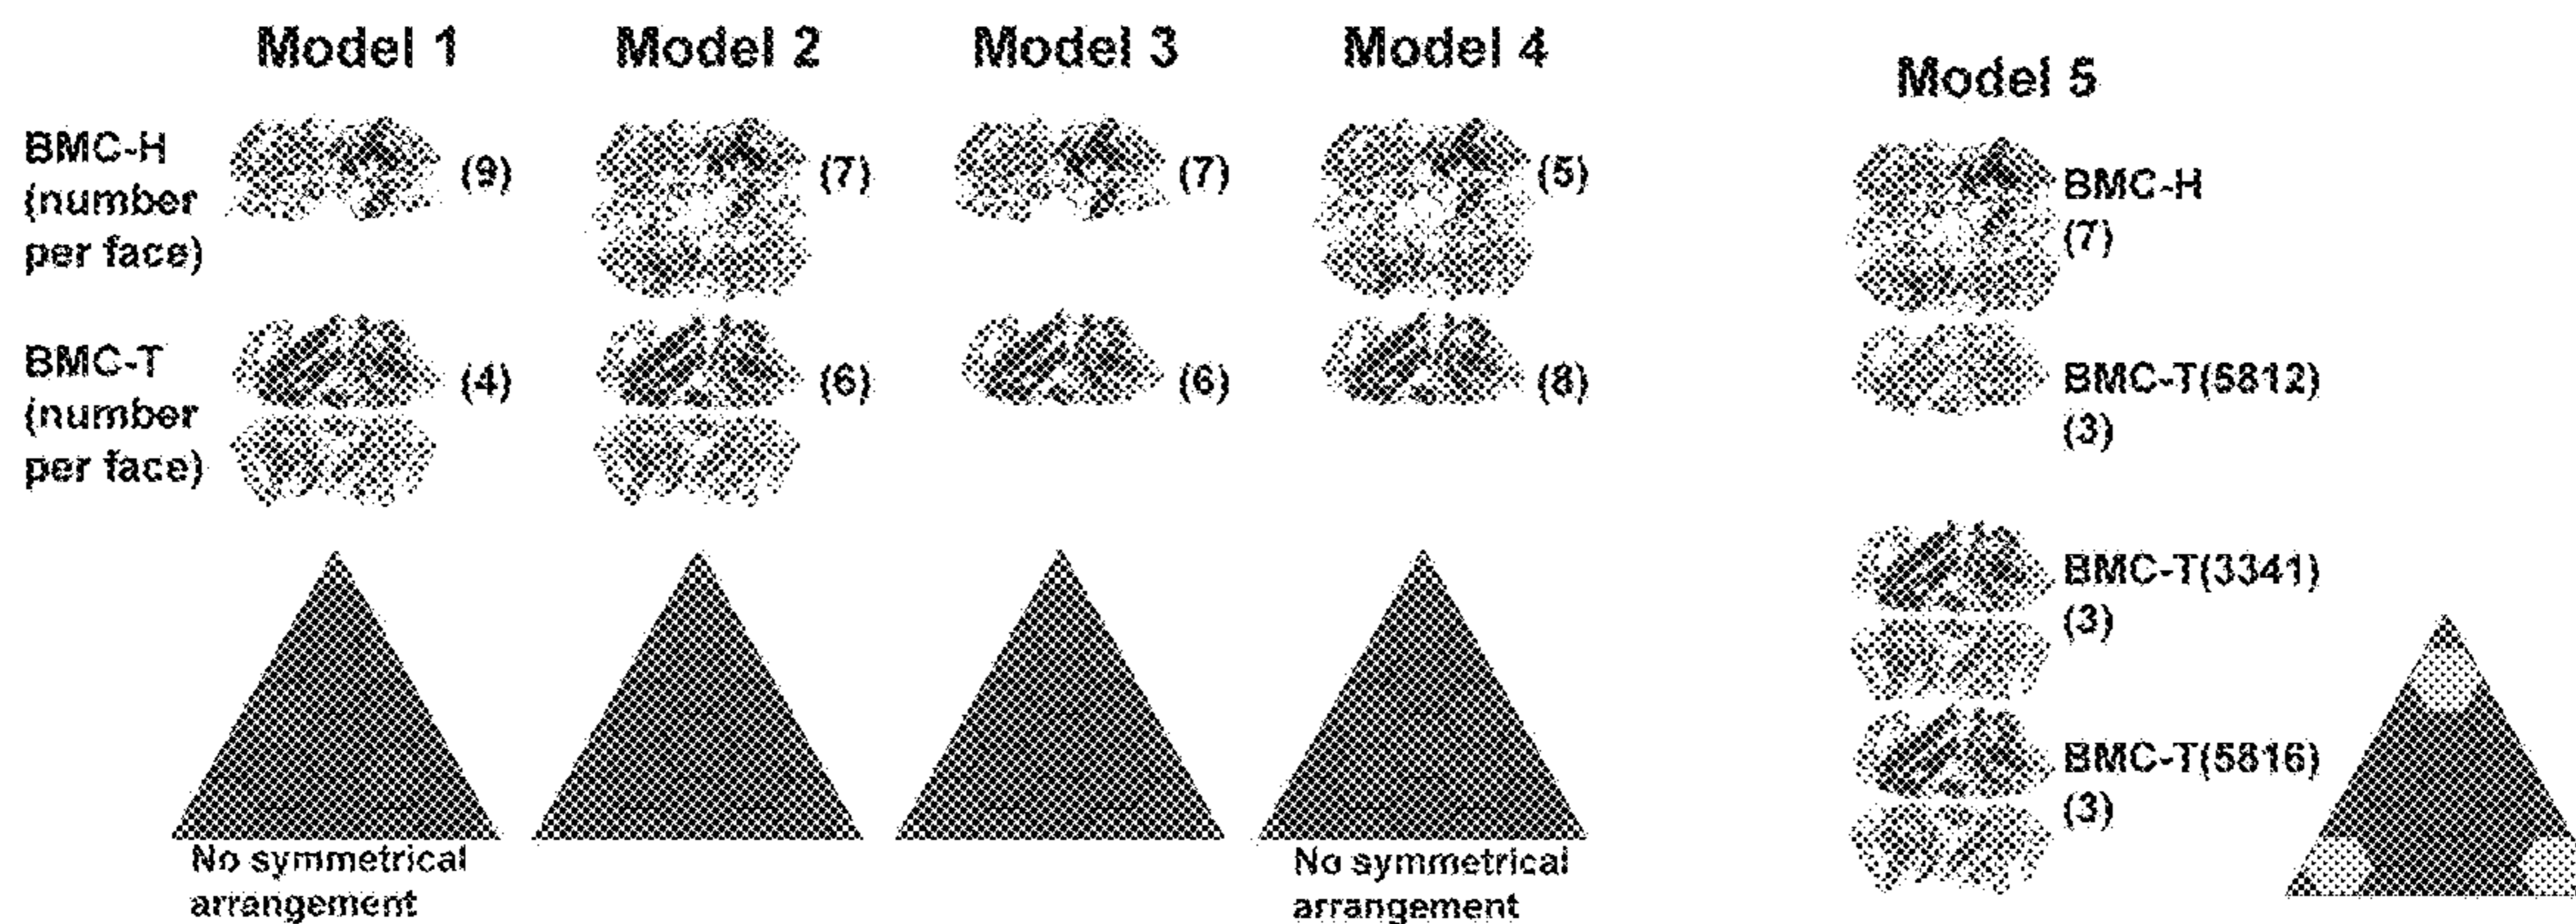 Model 1
Model 2
Model 3
Model 4
Model 5
BMC-H
(number
per face)
(9)
(7)
(7)
(5)
BMC-T
(number
per face)
(4)
(6)
(6)
(8)
BMC-H
(7)
BMC-T(5812)
(3)
BMC-T(3341)
(3)
BMC-T(5816)
(3)
No symmetrical
arrangement
No symmetrical
arrangement